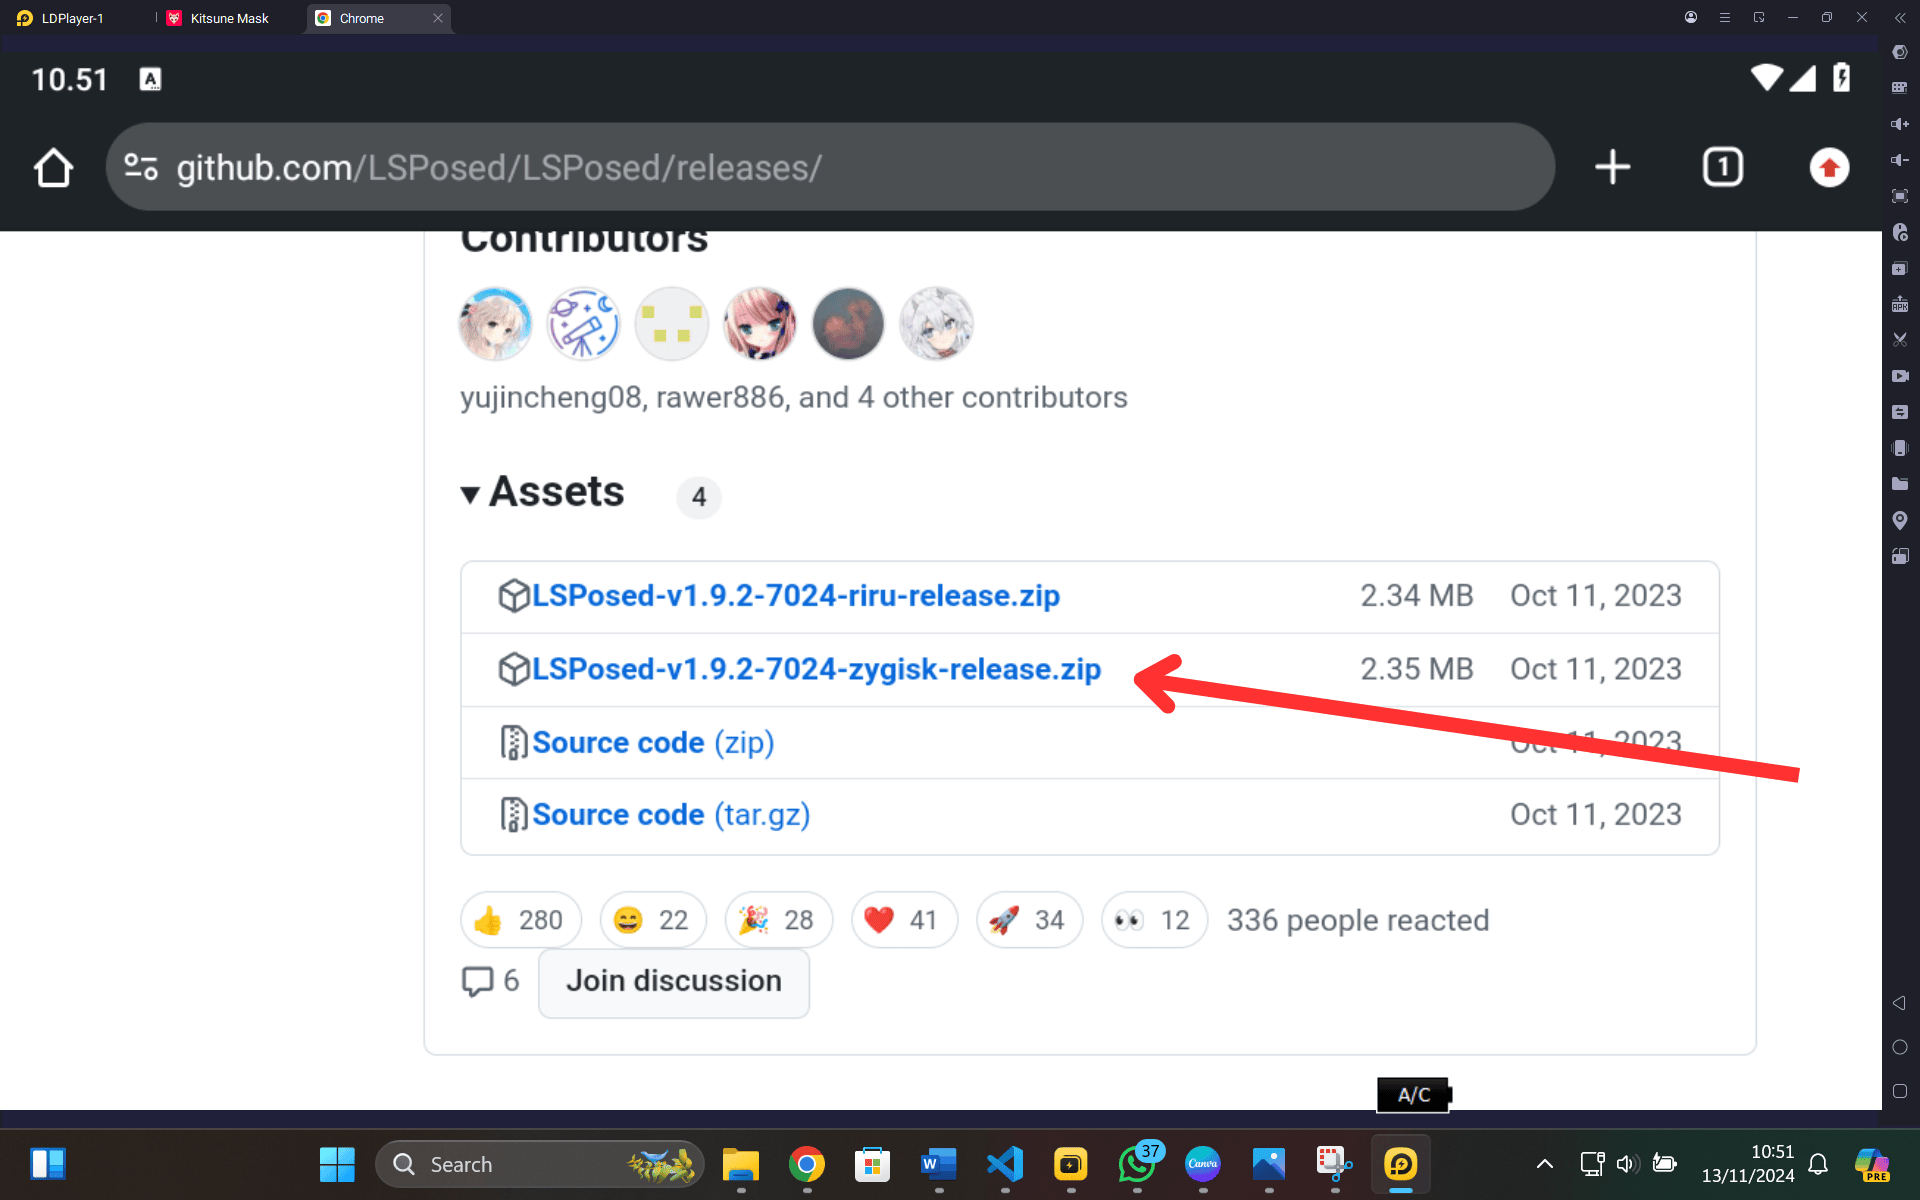 LDPlayer-1
Kitsune Mask
Chrome
10.51
A
github.com/LSPosed/LSPosed/releases/
1
Contributors
yujincheng08, rawer886, and 4 other contributors
Assets 4
LSPosed-v1.9.2-7024-riru-release.zip 2.34 MB Oct 11, 2023
LSPosed-v1.9.2-7024-zygisk-release.zip 2.35 MB Oct 11, 2023
Source code (zip) Oct 11, 2023
Source code (tar.gz) Oct 11, 2023
280 22 28 41 34 12 336 people reacted
6 Join discussion
A/C
Search
W
37
Canva
10:51
13/11/2024
PRE